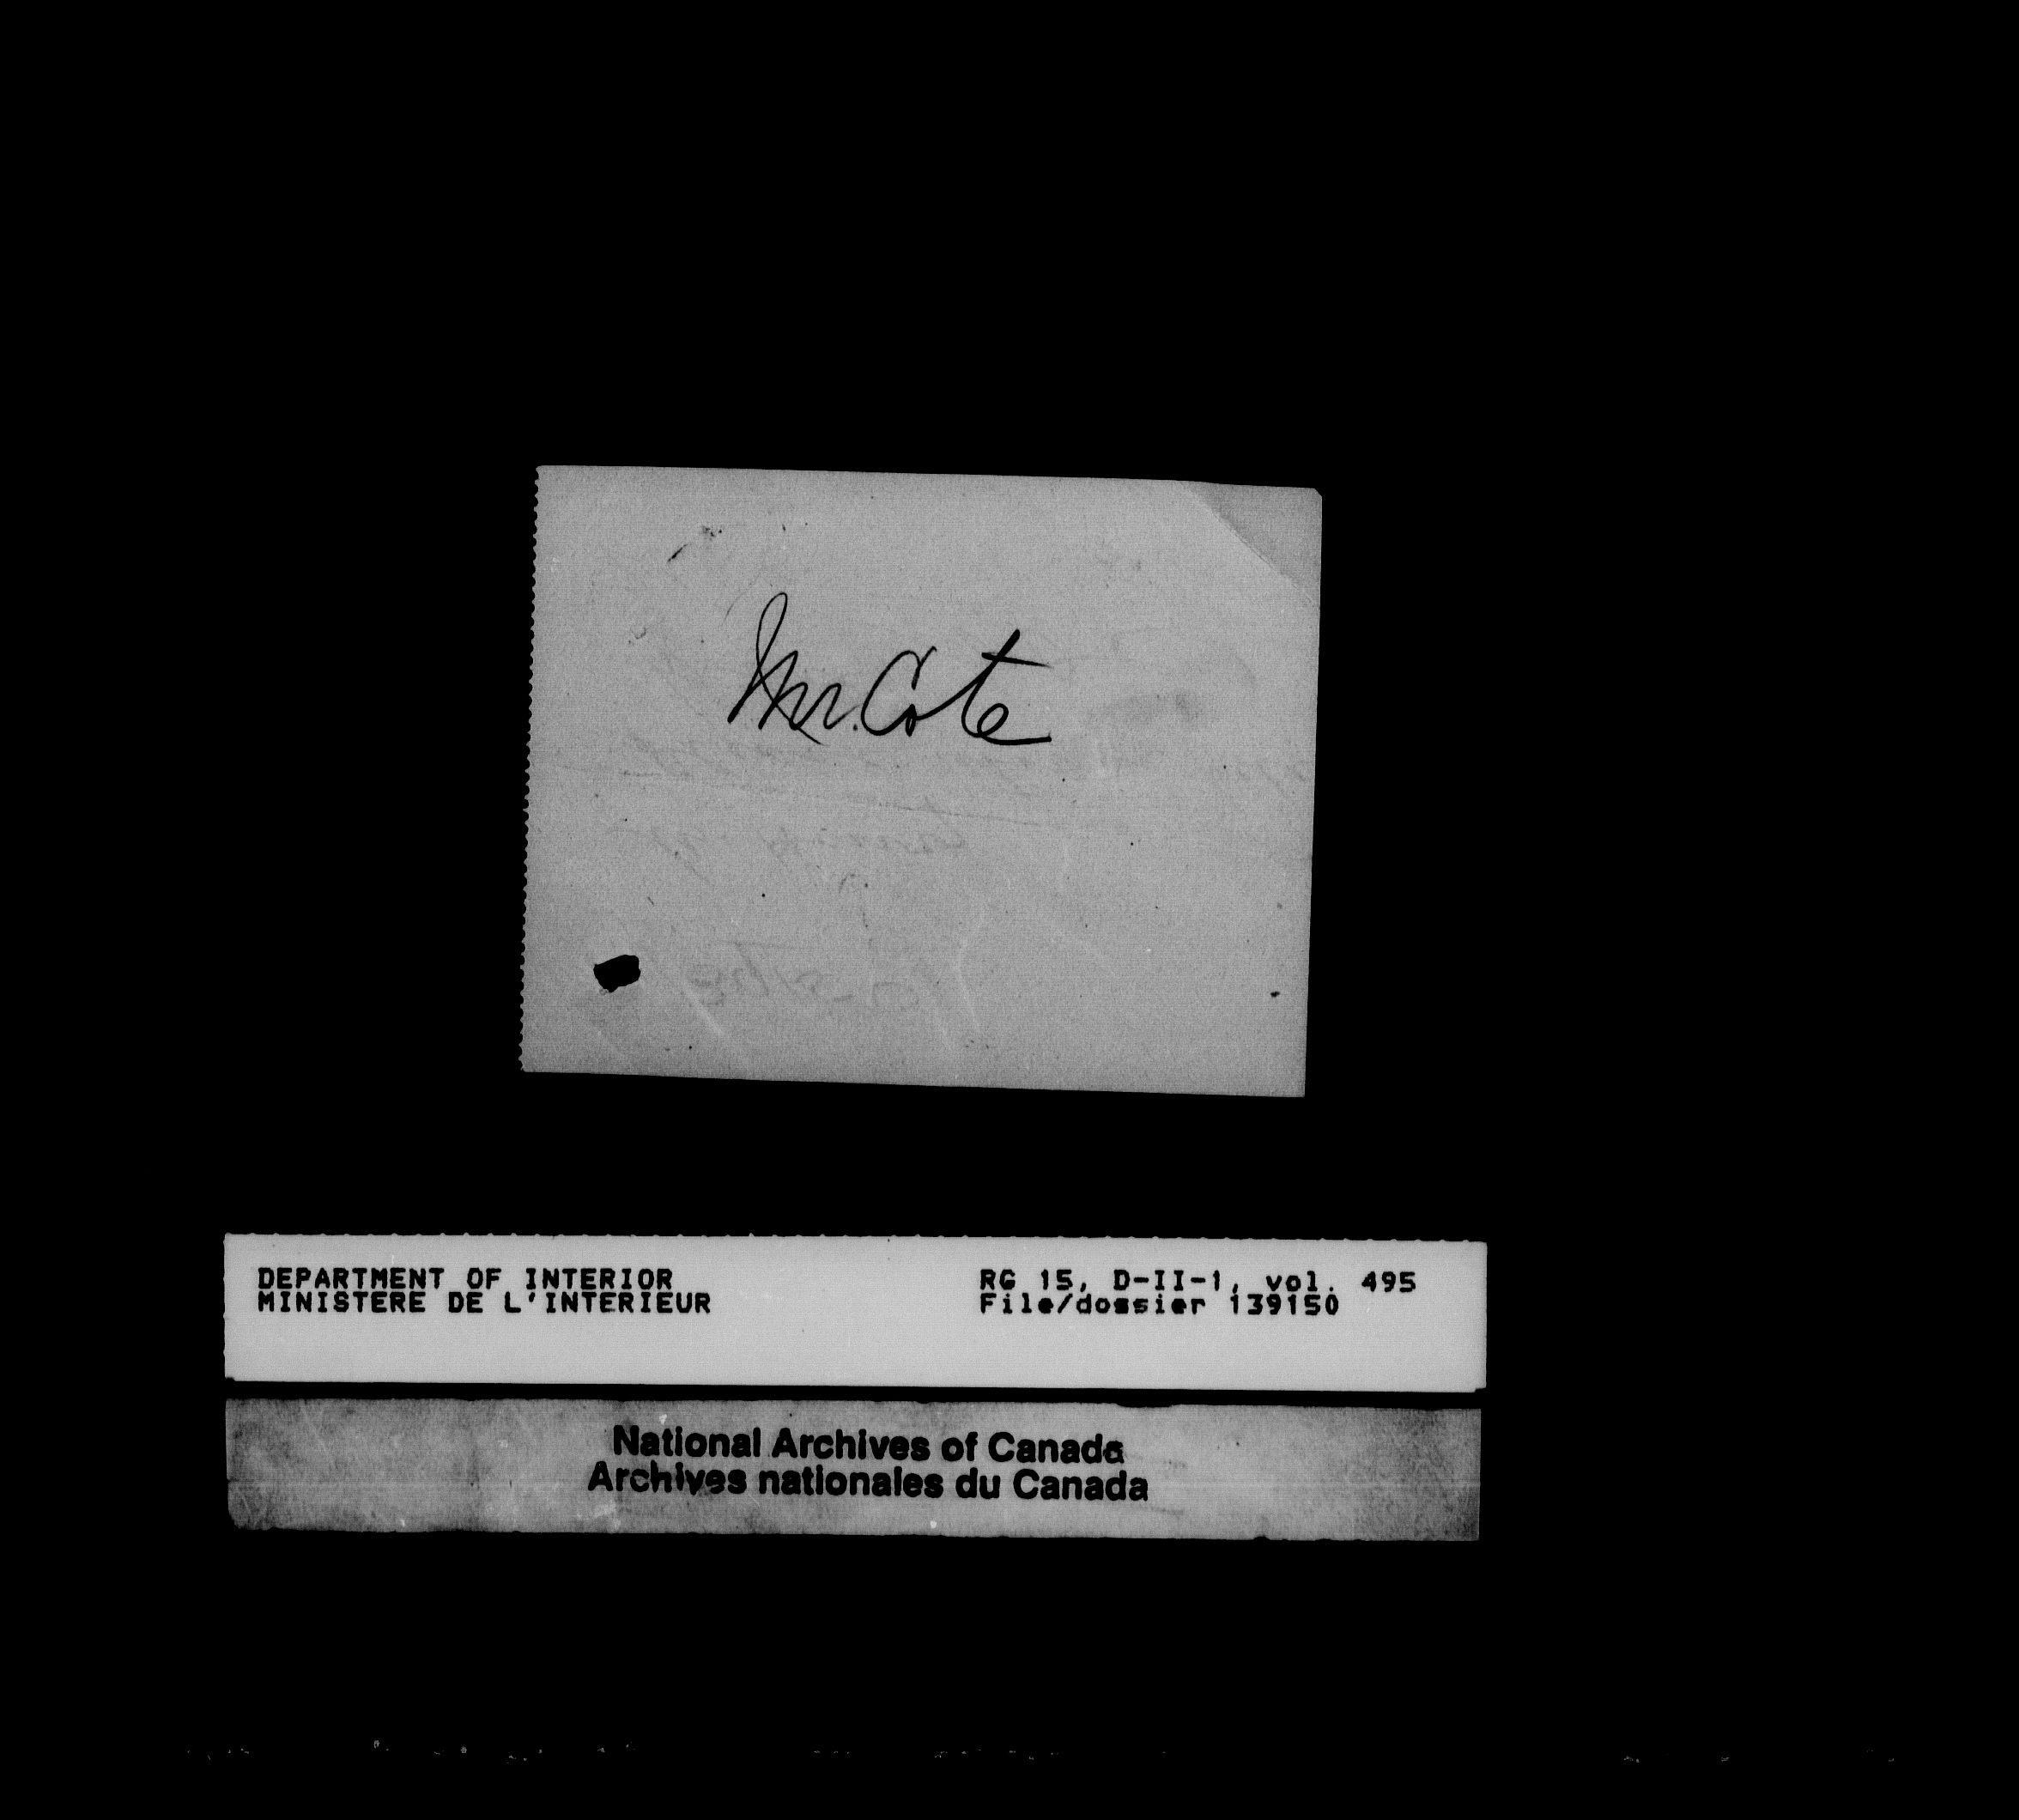 Mr. Cote
DEPARTMENT OF INTERIOR
MINISTERE DE L'INTERIEUR
RG 15, D-II-1, vol. 495
File/dossier 139150
National Archives of Canada
Archives nationales du Canada